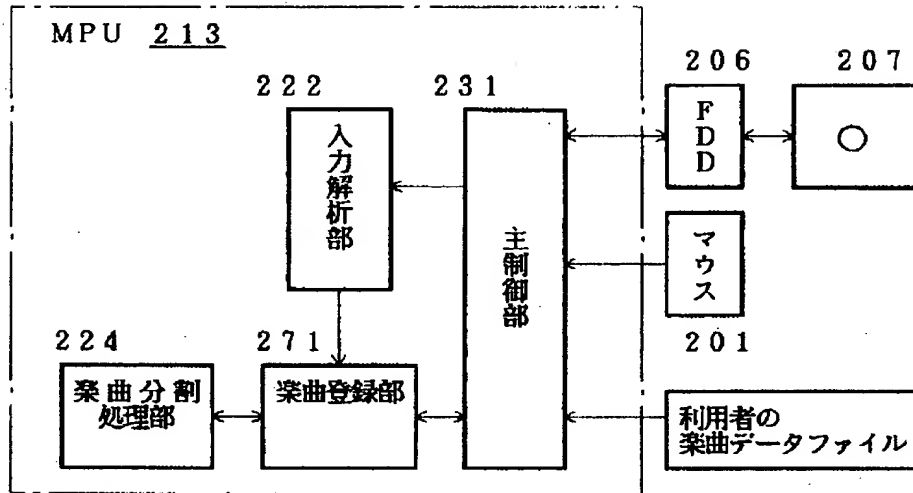 MPU 213
206
207
222
231
FDD
入力解析部
主制御部
マウス
201
224
271
楽曲分割
処理部
楽曲登録部
利用者の
楽曲データファイル